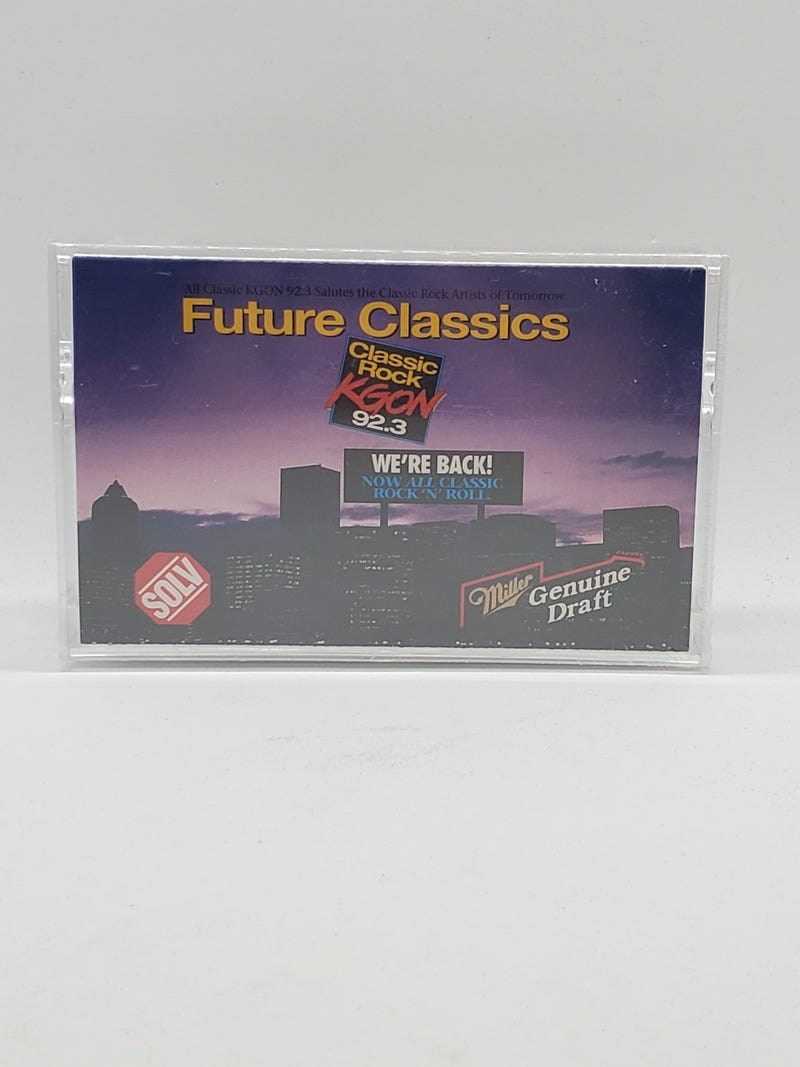 All Classic KGON 92.3 Salutes the Classic Rock Artists of Tomorrow.
Future Classics
Classic
Rock
KGON
92.3
WE'RE BACK!
NOW ALL CLASSIC
ROCK 'N' ROLL.
SOLV
Miller Genuine
Draft